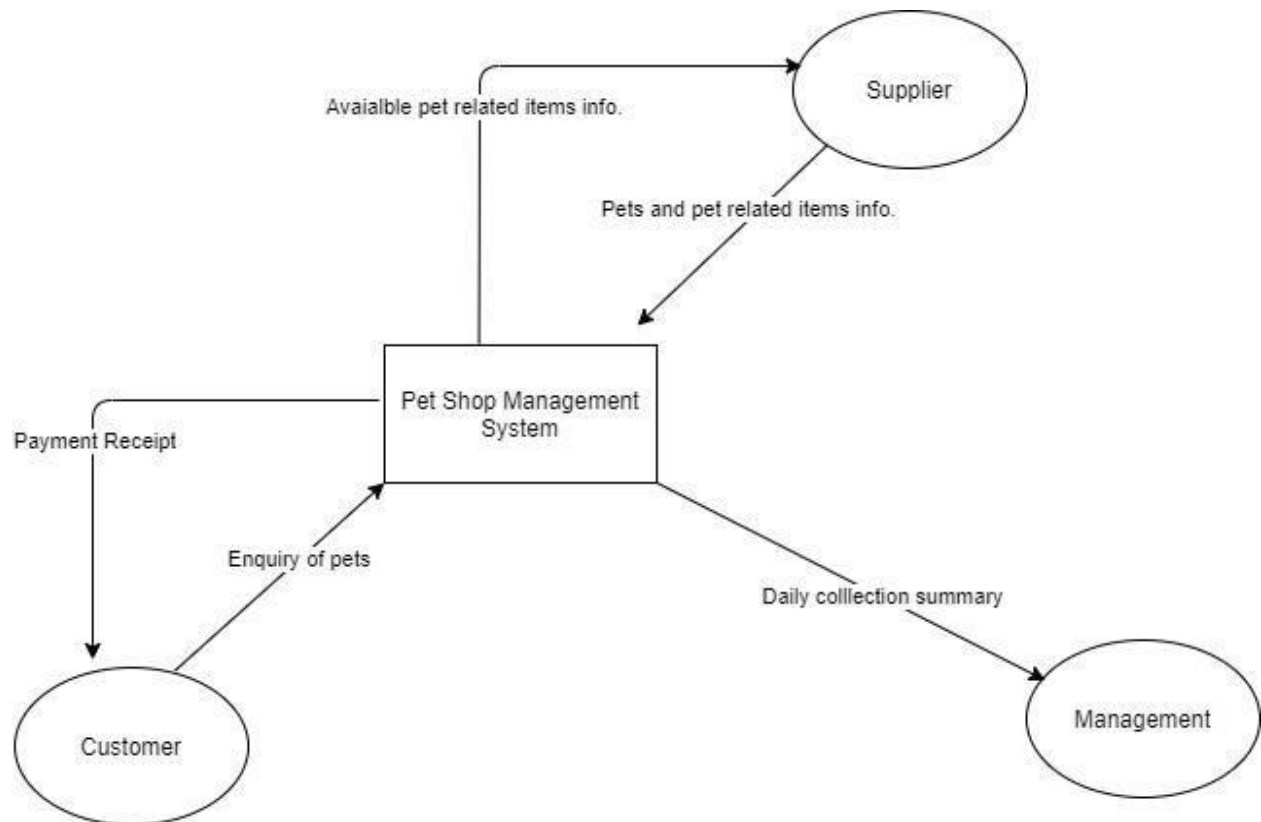 Supplier
Avaialble pet related items info.
Pets and pet related items info.
Pet Shop Management
System
Payment Receipt
Enquiry of pets
Daily colllection summary
Customer
Management